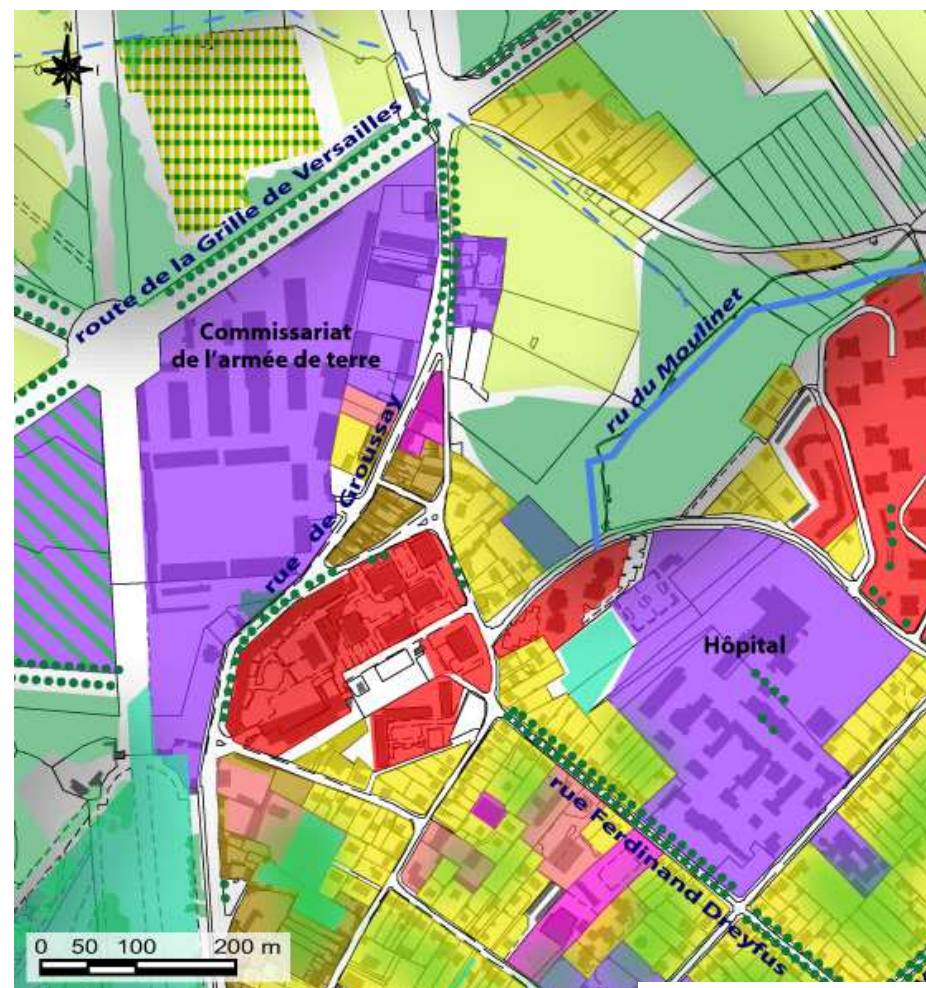 N
O
S
route de la Grille de Versailles
Commissariat
de l'armée de terre
ru du Moulinet
rue de Groussay
Hôpital
rue Ferdinand Dreyfus
0 50 100 200 m